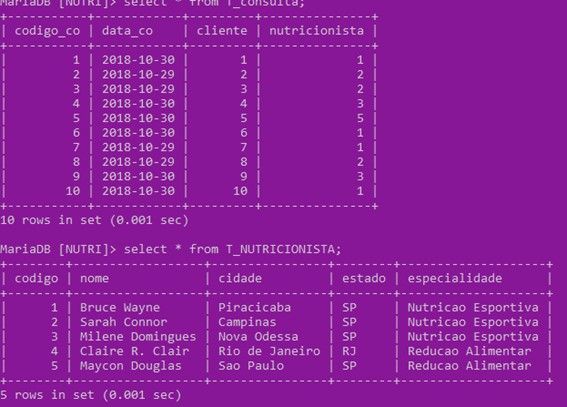 MariaDB [NUTRI]> select * from T_consulta;
+-----------+------------+---------+---------------+
| codigo_co | data_co | cliente | nutricionista |
+-----------+------------+---------+---------------+
| 1 | 2018-10-30 | 1 | 1 |
| 2 | 2018-10-29 | 2 | 2 |
| 3 | 2018-10-29 | 3 | 2 |
| 4 | 2018-10-30 | 4 | 3 |
| 5 | 2018-10-30 | 5 | 5 |
| 6 | 2018-10-30 | 6 | 1 |
| 7 | 2018-10-29 | 7 | 1 |
| 8 | 2018-10-29 | 8 | 2 |
| 9 | 2018-10-30 | 9 | 3 |
| 10 | 2018-10-30 | 10 | 1 |
+-----------+------------+---------+---------------+
10 rows in set (0.001 sec)
MariaDB [NUTRI]> select * from T_NUTRICIONISTA;
+--------+------------------+----------------+--------+--------------------+
| codigo | nome | cidade | estado | especialidade |
+--------+------------------+----------------+--------+--------------------+
| 1 | Bruce Wayne | Piracicaba | SP | Nutricao Esportiva |
| 2 | Sarah Connor | Campinas | SP | Nutricao Esportiva |
| 3 | Milene Domingues | Nova Odessa | SP | Nutricao Esportiva |
| 4 | Claire R. Clair | Rio de Janeiro | RJ | Reducao Alimentar |
| 5 | Maycon Douglas | Sao Paulo | SP | Reducao Alimentar |
+--------+------------------+----------------+--------+--------------------+
5 rows in set (0.001 sec)